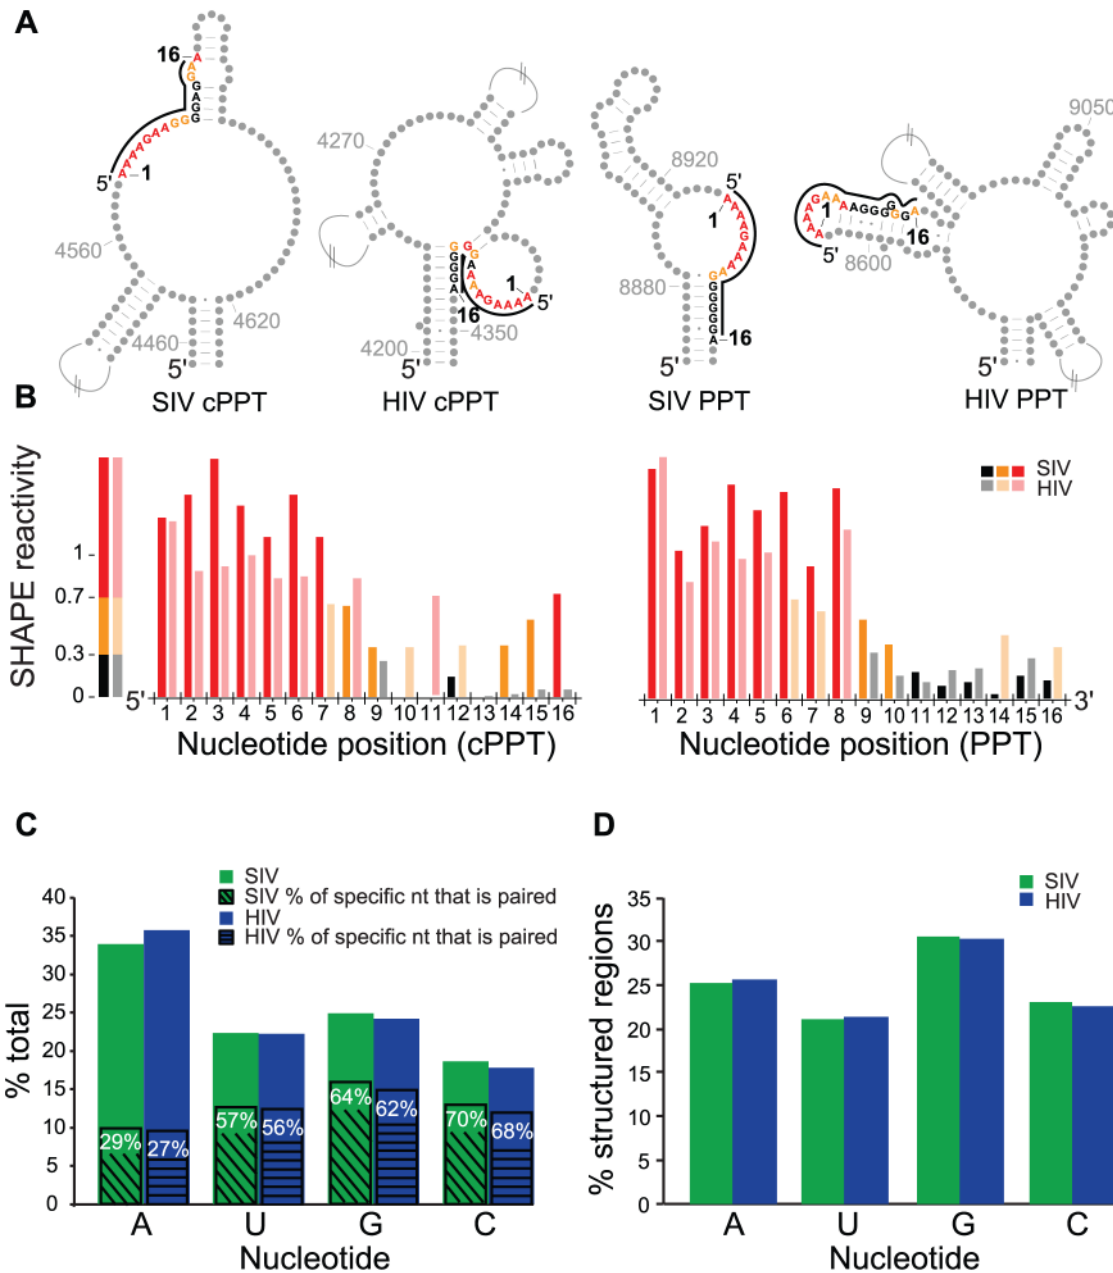 A
16
A
A
G
G
A
G
G
G
G
A
A
G
A
A
A
A
1
5'
4560
4460
4620
5'
SIV cPPT
4270
G
G
G
G
A
16
G
G
A
A
A
A
G
A
A
A
A
1
5'
4200
4350
5'
HIV cPPT
8920
5'
1
A
A
A
A
G
A
A
A
A
G
G
G
G
G
G
A
16
8880
5'
SIV PPT
9050
A
A
A
A
G
A
A
A
A
G
G
G
G
G
G
A
1
16
5'
8600
5'
HIV PPT
B
SHAPE reactivity
1
0.7
0.3
0
5'
1 2 3 4 5 6 7 8 9 10 11 12 13 14 15 16
Nucleotide position (cPPT)
SIV
HIV
1 2 3 4 5 6 7 8 9 10 11 12 13 14 15 16
3'
Nucleotide position (PPT)
C
SIV
SIV % of specific nt that is paired
HIV
HIV % of specific nt that is paired
% total
40
35
30
25
20
15
10
5
0
29%
27%
57%
56%
64%
62%
70%
68%
A U G C
Nucleotide
D
SIV
HIV
% structured regions
35
30
25
20
15
10
5
0
A U G C
Nucleotide